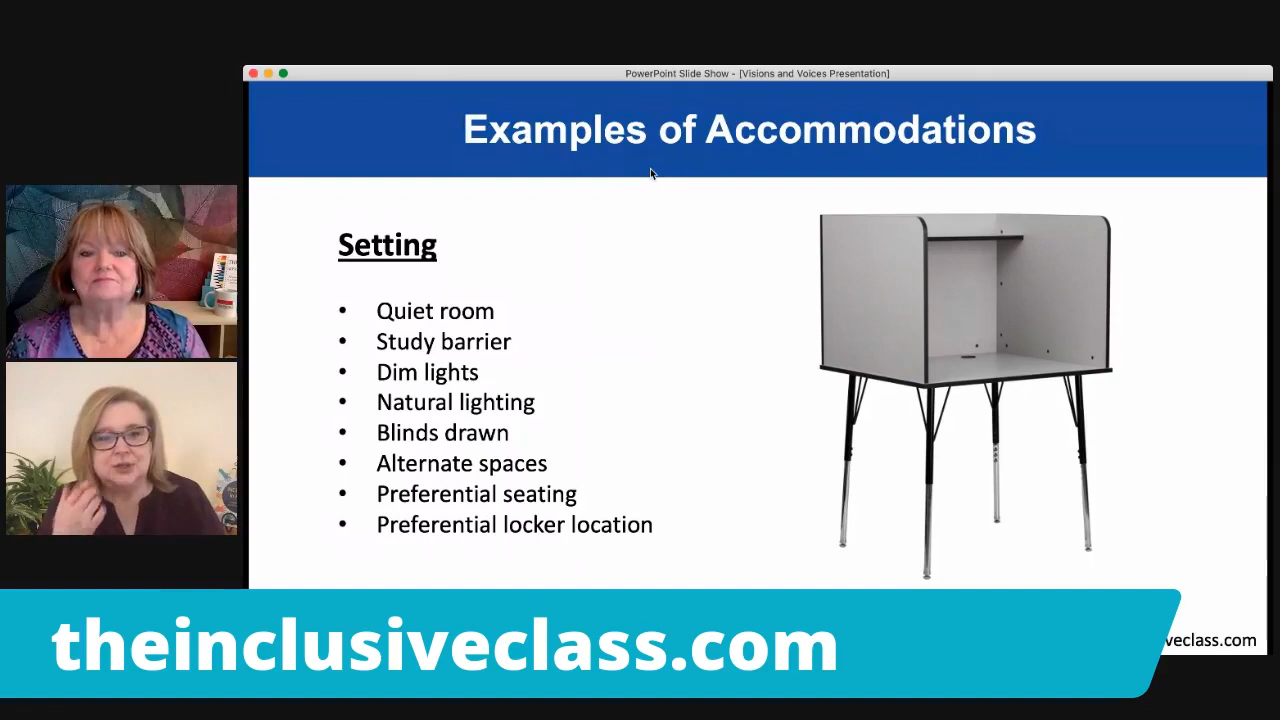 PowerPoint Slide Show - [Visions and Voices Presentation]
Examples of Accommodations
Setting
• Quiet room
• Study barrier
• Dim lights
• Natural lighting
• Blinds drawn
• Alternate spaces
• Preferential seating
• Preferential locker location
veclass.com
theinclusiveclass.com